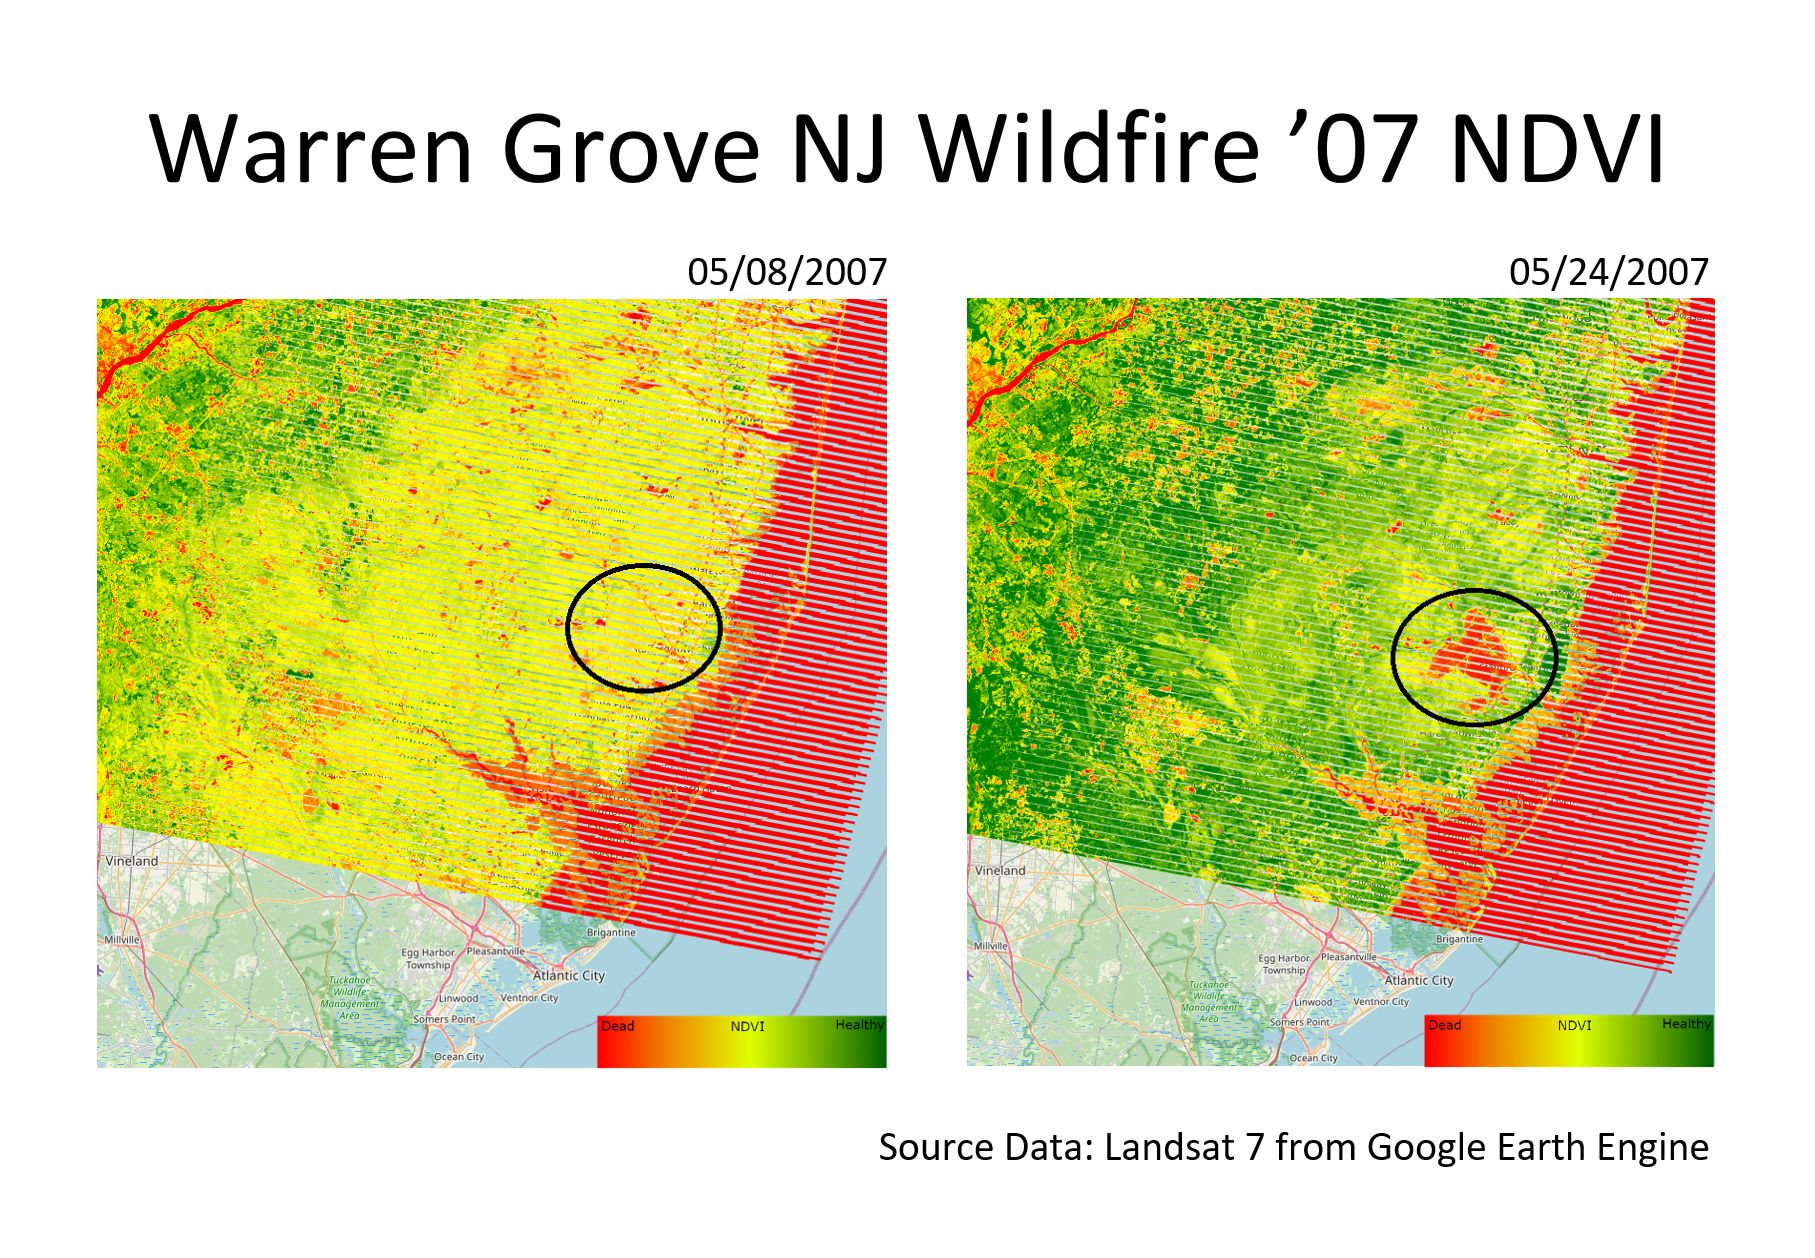 Warren Grove NJ Wildfire ’07 NDVI
05/08/2007
05/24/2007
Vineland
Millville
Egg Harbor
Township
Pleasantville
Brigantine
Atlantic City
Tuckahoe
Wildlife
Management
Area
Linwood
Ventnor City
Somers Point
Ocean City
Dead NDVI Healthy
Vineland
Millville
Egg Harbor
Township
Pleasantville
Brigantine
Atlantic City
Tuckahoe
Wildlife
Management
Area
Linwood
Ventnor City
Somers Point
Ocean City
Dead NDVI Healthy
Source Data: Landsat 7 from Google Earth Engine